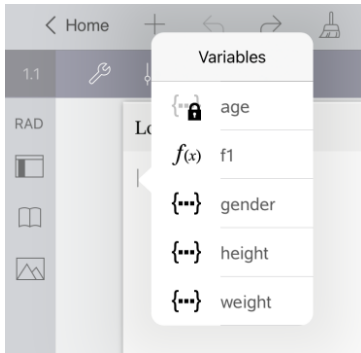 Home
Variables
1.1
{···} age
RAD
Lo
f(x) f1
{···} gender
{···} height
{···} weight